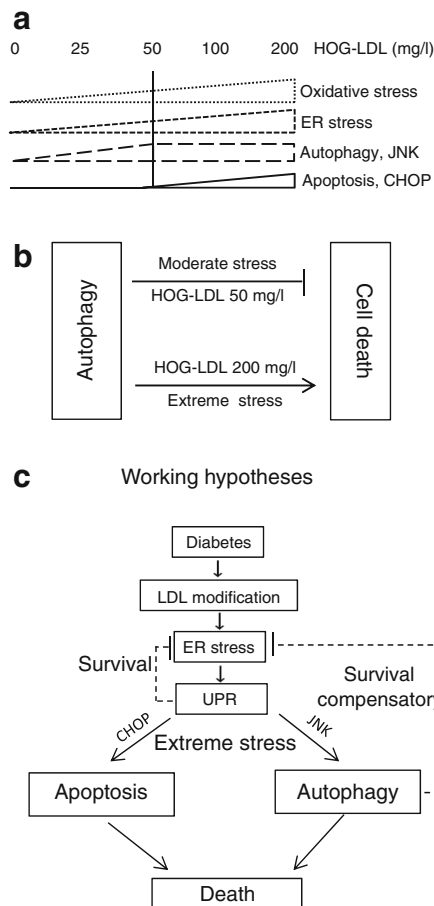 a
0 25 50 100 200 HOG-LDL (mg/l)
Oxidative stress
ER stress
Autophagy, JNK
Apoptosis, CHOP
b
Autophagy
Moderate stress
HOG-LDL 50 mg/l
HOG-LDL 200 mg/l
Extreme stress
Cell death
c
Working hypotheses
Diabetes
LDL modification
ER stress
Survival
Survival
compensatory
UPR
CHOP
JNK
Extreme stress
Apoptosis
Autophagy
Death